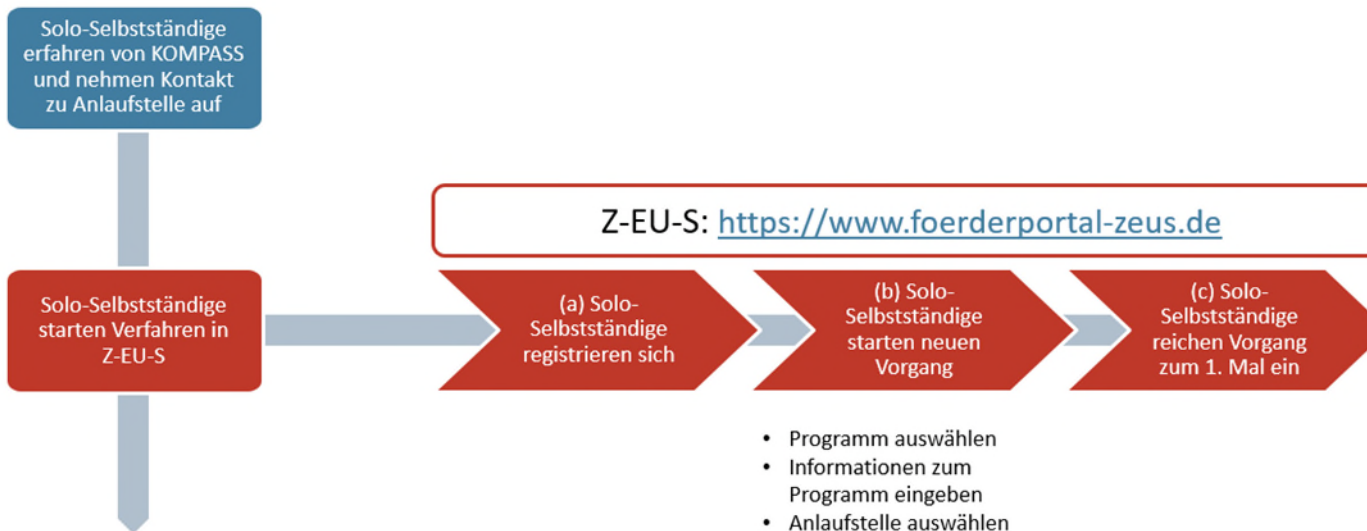 Solo-Selbstständige
erfahren von KOMPASS
und nehmen Kontakt
zu Anlaufstelle auf
Z-EU-S: https://www.foerderportal-zeus.de
Solo-Selbstständige
starten Verfahren in
Z-EU-S
(a) Solo-
Selbstständige
registrieren sich
(b) Solo-
Selbstständige
starten neuen
Vorgang
(c) Solo-
Selbstständige
reichen Vorgang
zum 1. Mal ein
• Programm auswählen
• Informationen zum
Programm eingeben
• Anlaufstelle auswählen